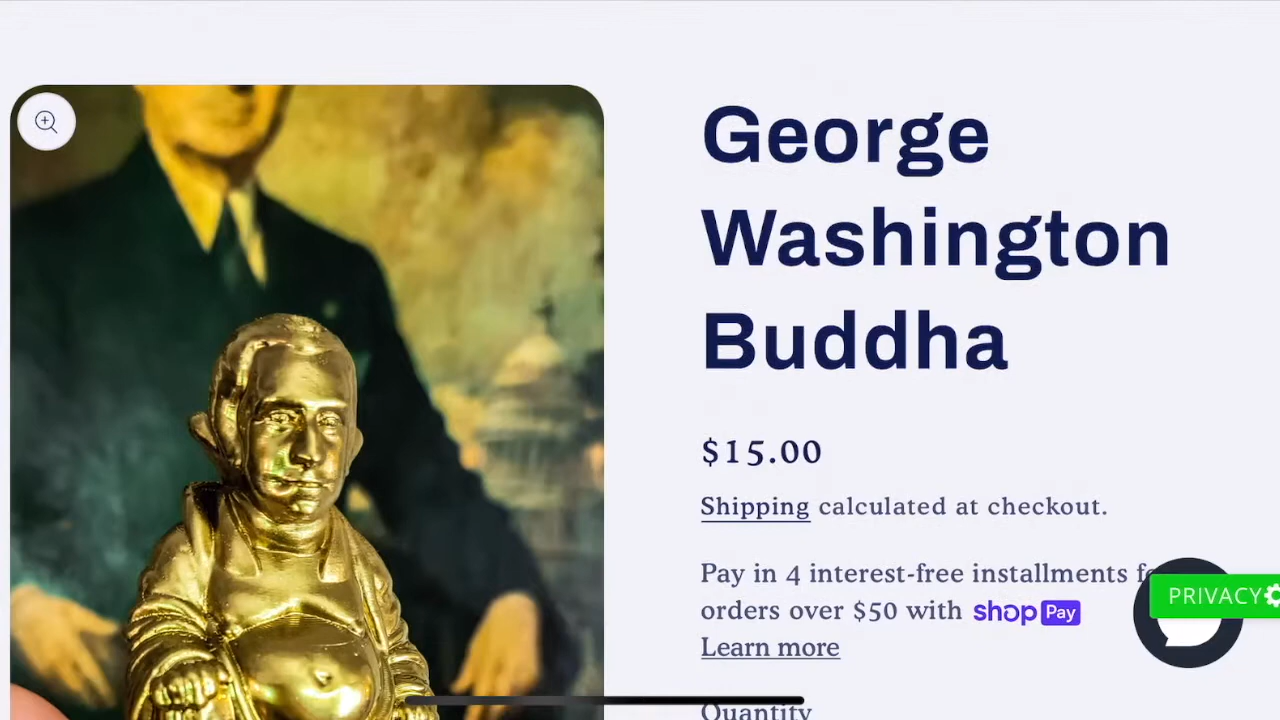 George
Washington
Buddha
$15.00
Shipping calculated at checkout.
Pay in 4 interest-free installments
orders over $50 with shop Pay
Learn more
PRIVACY
Quantity